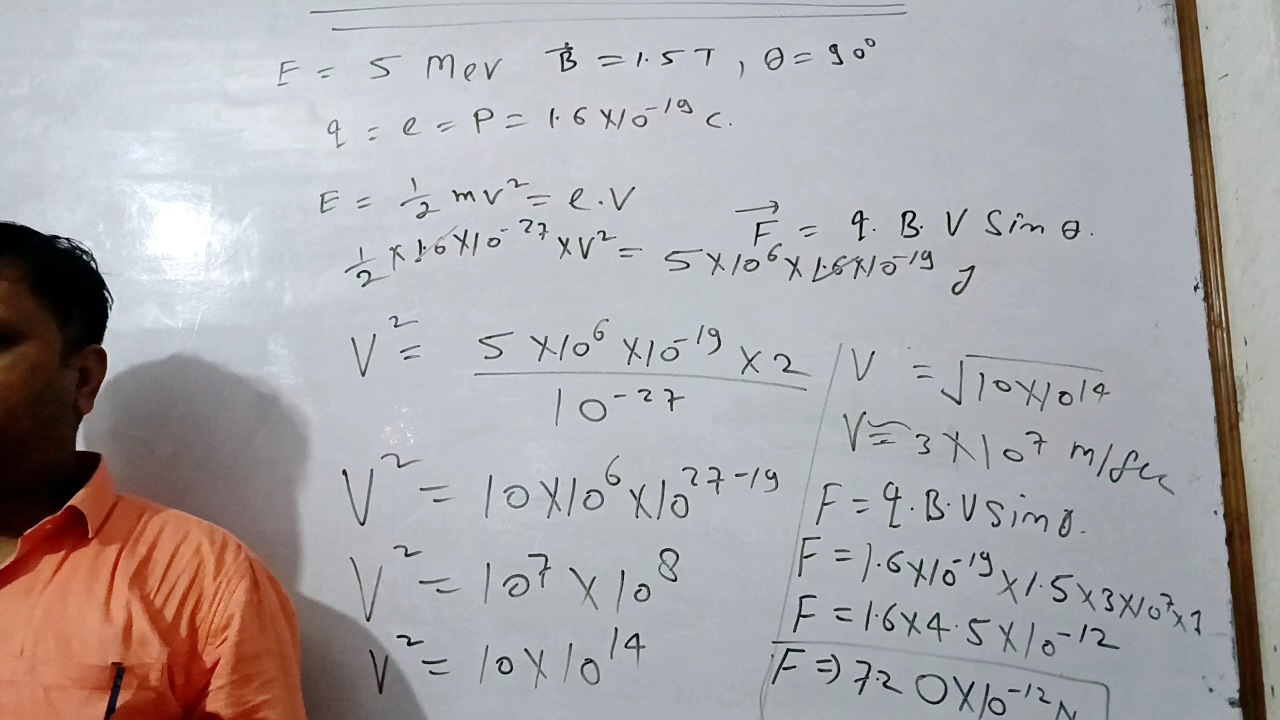 E = 5 Mev B⃗ = 1.5T, θ = 90°
q = e = P = 1.6 × 10⁻¹⁹ c.
E = ½ mv² = e.V
F⃗ = q. B. V Sin θ.
½ × 1.6 × 10⁻²⁷ × V² = 5 × 10⁶ × 1.6 × 10⁻¹⁹ J
V² = 5 × 10⁶ × 10⁻¹⁹ × 2 / 10⁻²⁷
V² = 10 × 10⁶ × 10²⁷⁻¹⁹
V² = 10⁷ × 10⁸
V² = 10 × 10¹⁴
V = √10 × 10¹⁴
V ≃ 3 × 10⁷ m/sec
F = q. B. V Sin θ.
F = 1.6 × 10⁻¹⁹ × 1.5 × 3 × 10⁷ × 1
F = 1.6 × 4.5 × 10⁻¹²
F ⇒ 7.20 × 10⁻¹² N